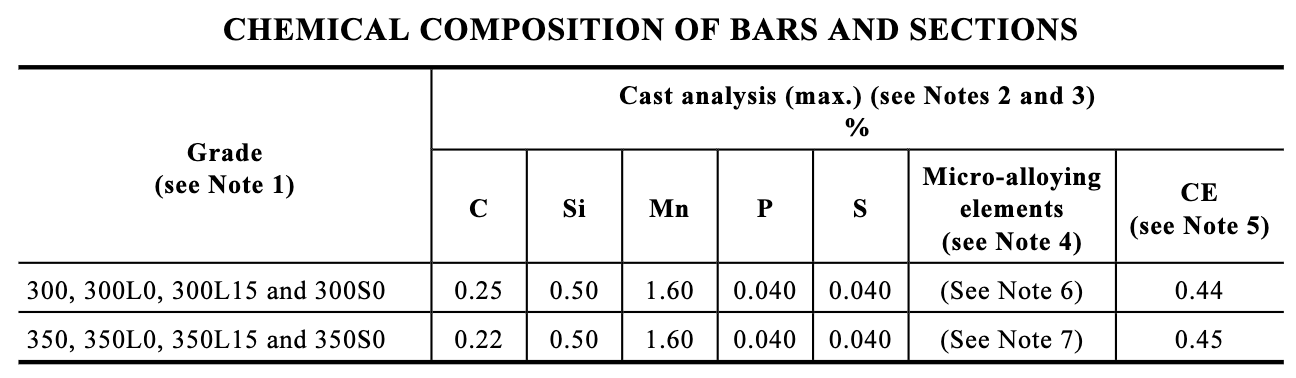 CHEMICAL COMPOSITION OF BARS AND SECTIONS
Grade
(see Note 1)
Cast analysis (max.) (see Notes 2 and 3)
%
C Si Mn P S Micro-alloying elements (see Note 4) CE (see Note 5)
300, 300L0, 300L15 and 300S0 0.25 0.50 1.60 0.040 0.040 (See Note 6) 0.44
350, 350L0, 350L15 and 350S0 0.22 0.50 1.60 0.040 0.040 (See Note 7) 0.45